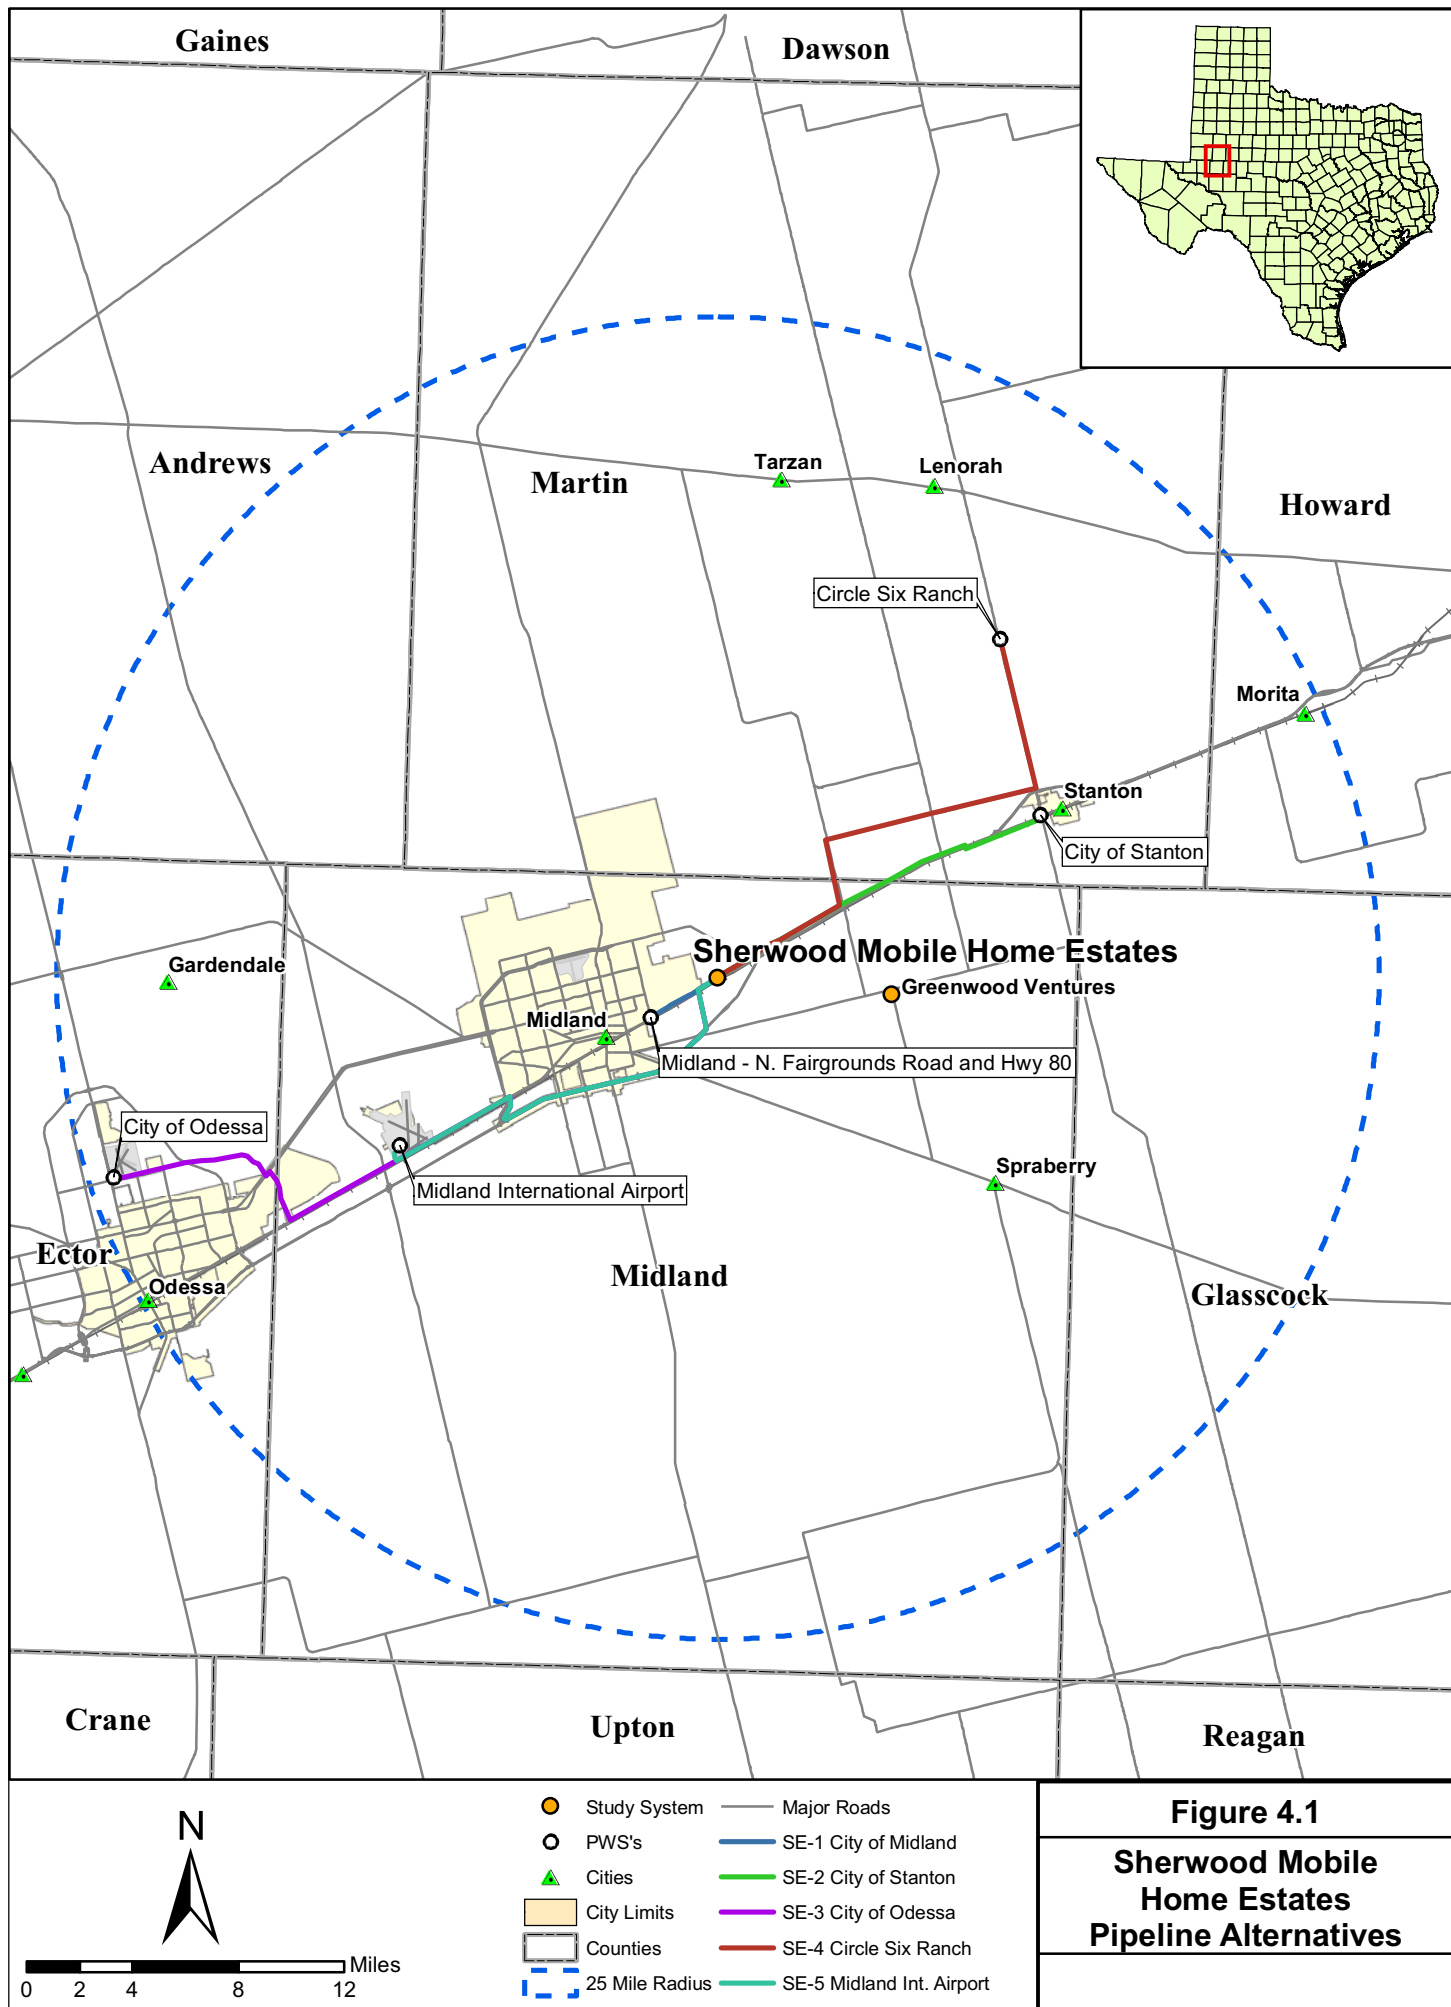 Gaines
Dawson
Andrews
Martin
Tarzan
Lenorah
Howard
Circle Six Ranch
Morita
Stanton
City of Stanton
Sherwood Mobile Home Estates
Gardendale
Greenwood Ventures
Midland
Midland - N. Fairgrounds Road and Hwy 80
City of Odessa
Spraberry
Midland International Airport
Ector
Midland
Odessa
Glasscock
Crane
Upton
Reagan
N
Miles
0 2 4 8 12
Study System
PWS's
Cities
City Limits
Counties
25 Mile Radius
Major Roads
SE-1 City of Midland
SE-2 City of Stanton
SE-3 City of Odessa
SE-4 Circle Six Ranch
SE-5 Midland Int. Airport
Figure 4.1
Sherwood Mobile
Home Estates
Pipeline Alternatives